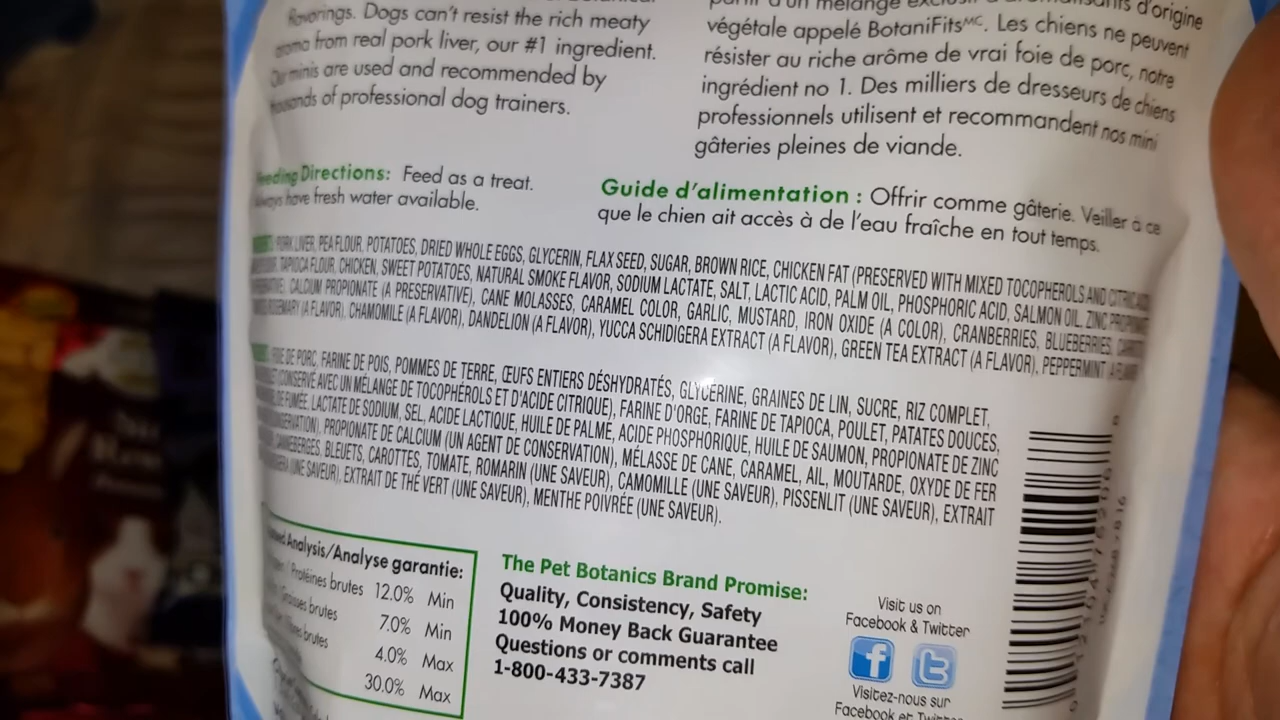 flavorings. Dogs can't resist the rich meaty
aroma from real pork liver, our #1 ingredient.
Our minis are used and recommended by
thousands of professional dog trainers.
Feeding Directions: Feed as a treat.
Always have fresh water available.
partir d'un mélange exclusif d'aromatisants d'origine
végétale appelé BotaniFitsMC. Les chiens ne peuvent
résister au riche arôme de vrai foie de porc, notre
ingrédient no 1. Des milliers de dresseurs de chiens
professionnels utilisent et recommandent nos mini
gâteries pleines de viande.
Guide d'alimentation : Offrir comme gâterie. Veiller à ce
que le chien ait accès à de l'eau fraîche en tout temps.
PORK LIVER, PEA FLOUR, POTATOES, DRIED WHOLE EGGS, GLYCERIN, FLAX SEED, SUGAR, BROWN RICE, CHICKEN FAT (PRESERVED WITH MIXED TOCOPHEROLS AND CITRIC ACID),
TAPIOCA FLOUR, CHICKEN, SWEET POTATOES, NATURAL SMOKE FLAVOR, SODIUM LACTATE, SALT, LACTIC ACID, PALM OIL, PHOSPHORIC ACID, SALMON OIL, ZINC PROPIONATE
CALCIUM PROPIONATE (A PRESERVATIVE), CANE MOLASSES, CARAMEL COLOR, GARLIC, MUSTARD, IRON OXIDE (A COLOR), CRANBERRIES, BLUEBERRIES,
ROSEMARY (A FLAVOR), CHAMOMILE (A FLAVOR), DANDELION (A FLAVOR), YUCCA SCHIDIGERA EXTRACT (A FLAVOR), GREEN TEA EXTRACT (A FLAVOR), PEPPERMINT (A FLAVOR)
FOIE DE PORC, FARINE DE POIS, POMMES DE TERRE, ŒUFS ENTIERS DÉSHYDRATÉS, GLYCÉRINE, GRAINES DE LIN, SUCRE, RIZ COMPLET,
(CONSERVÉ AVEC UN MÉLANGE DE TOCOPHÉROLS ET D'ACIDE CITRIQUE), FARINE D'ORGE, FARINE DE TAPIOCA, POULET, PATATES DOUCES,
DE FUMÉE, LACTATE DE SODIUM, SEL, ACIDE LACTIQUE, HUILE DE PALME, ACIDE PHOSPHORIQUE, HUILE DE SAUMON, PROPIONATE DE ZINC
CONSERVATION), PROPIONATE DE CALCIUM (UN AGENT DE CONSERVATION), MÉLASSE DE CANE, CARAMEL, AIL, MOUTARDE, OXYDE DE FER
CANNEBERGES, BLEUETS, CAROTTES, TOMATE, ROMARIN (UNE SAVEUR), CAMOMILLE (UNE SAVEUR), PISSENLIT (UNE SAVEUR), EXTRAIT
(UNE SAVEUR), EXTRAIT DE THÉ VERT (UNE SAVEUR), MENTHE POIVRÉE (UNE SAVEUR).
Analysis/Analyse garantie:
Protéines brutes 12.0% Min
brutes 7.0% Min
brutes 4.0% Max
30.0% Max
The Pet Botanics Brand Promise:
Quality, Consistency, Safety
100% Money Back Guarantee
Questions or comments call
1-800-433-7387
Visit us on
Facebook & Twitter
Visitez-nous sur
Facebook et Twitter